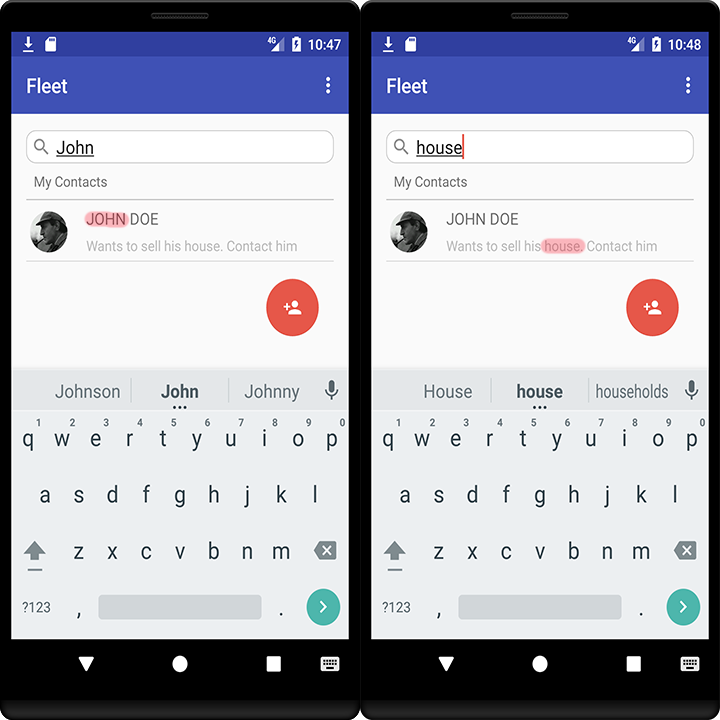 4G 10:47
Fleet
John
My Contacts
JOHN DOE
Wants to sell his house. Contact him
Johnson John Johnny
1 2 3 4 5 6 7 8 9 0
q w e r t y u i o p
a s d f g h j k l
z x c v b n m
?123 , .
4G 10:48
Fleet
house
My Contacts
JOHN DOE
Wants to sell his house. Contact him
House house households
1 2 3 4 5 6 7 8 9 0
q w e r t y u i o p
a s d f g h j k l
z x c v b n m
?123 , .